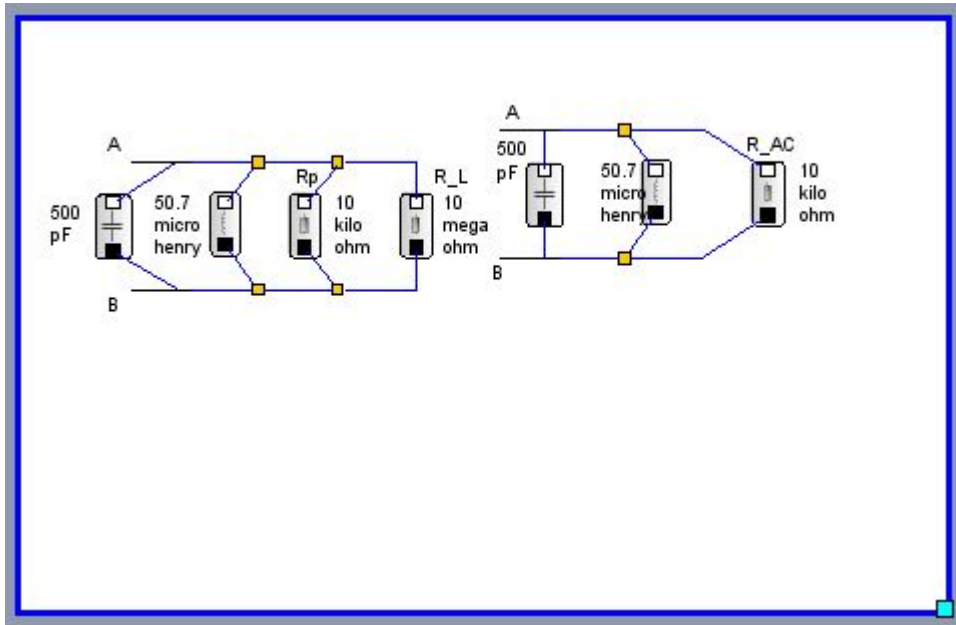 A
500
pF
50.7
micro
henry
Rp
10
kilo
ohm
R_L
10
mega
ohm
B
A
500
pF
50.7
micro
henry
R_AC
10
kilo
ohm
B